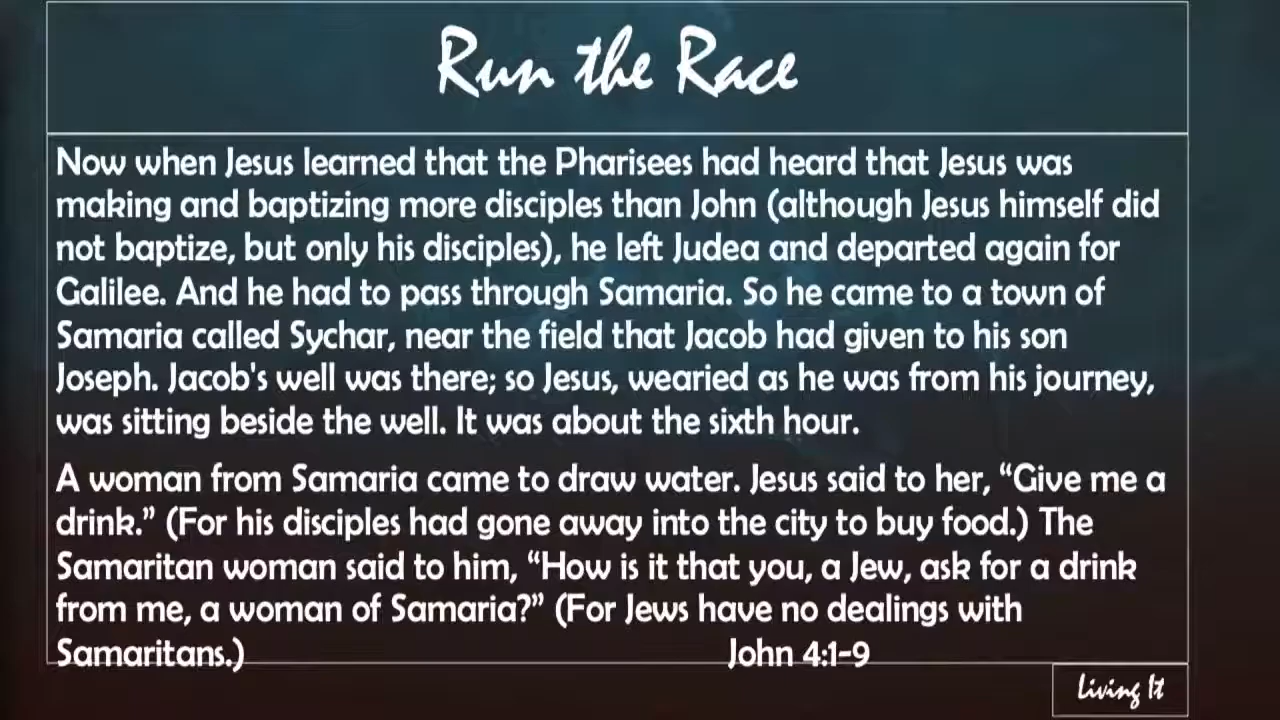 Run the Race
Now when Jesus learned that the Pharisees had heard that Jesus was
making and baptizing more disciples than John (although Jesus himself did
not baptize, but only his disciples), he left Judea and departed again for
Galilee. And he had to pass through Samaria. So he came to a town of
Samaria called Sychar, near the field that Jacob had given to his son
Joseph. Jacob's well was there; so Jesus, wearied as he was from his journey,
was sitting beside the well. It was about the sixth hour.
A woman from Samaria came to draw water. Jesus said to her, “Give me a
drink.” (For his disciples had gone away into the city to buy food.) The
Samaritan woman said to him, “How is it that you, a Jew, ask for a drink
from me, a woman of Samaria?” (For Jews have no dealings with
Samaritans.) John 4:1-9
Living It